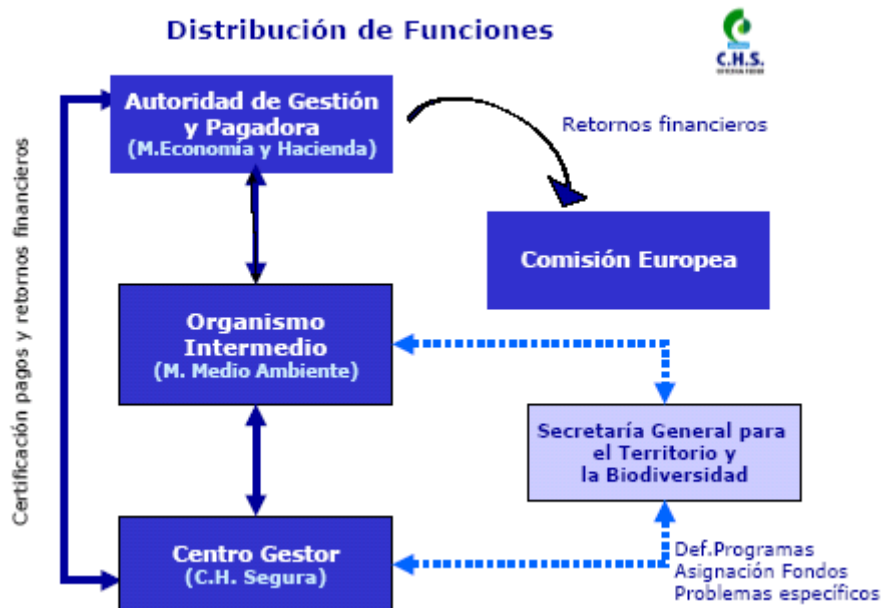 Distribución de Funciones
C.H.S.
Autoridad de Gestión
y Pagadora
(M.Economía y Hacienda)
Retornos financieros
Certificación pagos y retornos financieros
Comisión Europea
Organismo
Intermedio
(M. Medio Ambiente)
Secretaría General para
el Territorio y
la Biodiversidad
Centro Gestor
(C.H. Segura)
Def.Programas
Asignación Fondos
Problemas específicos